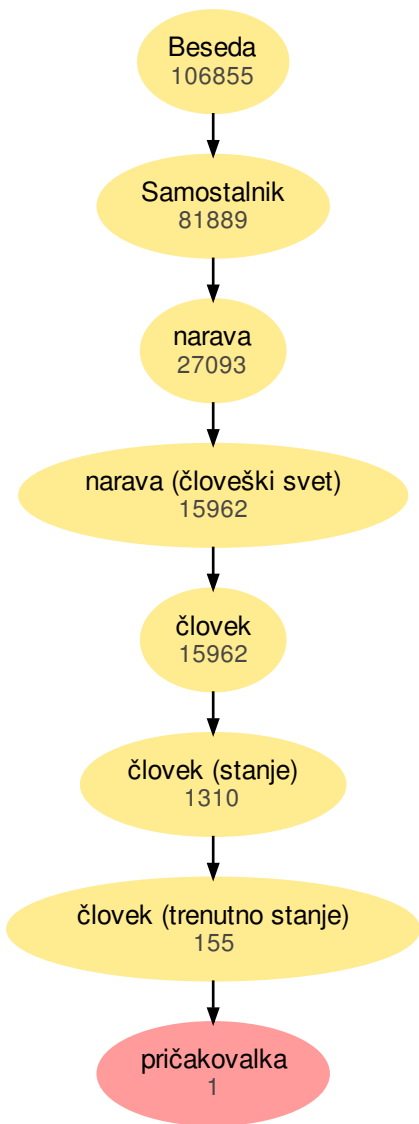 Beseda
106855
Samostalnik
81889
narava
27093
narava (človeški svet)
15962
človek
15962
človek (stanje)
1310
človek (trenutno stanje)
155
pričakovalka
1